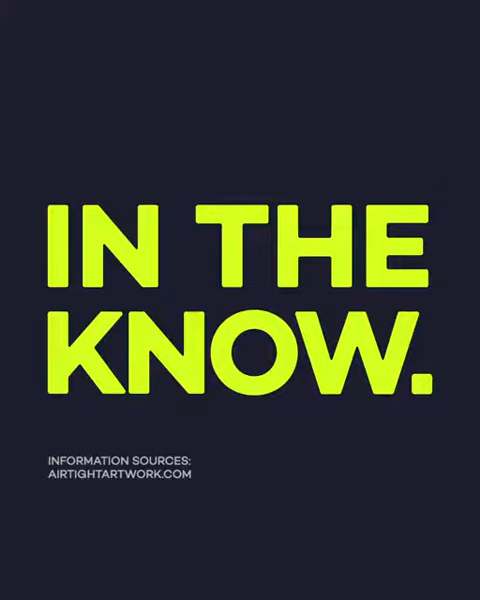 IN THE
KNOW.
INFORMATION SOURCES:
AIRTIGHTARTWORK.COM